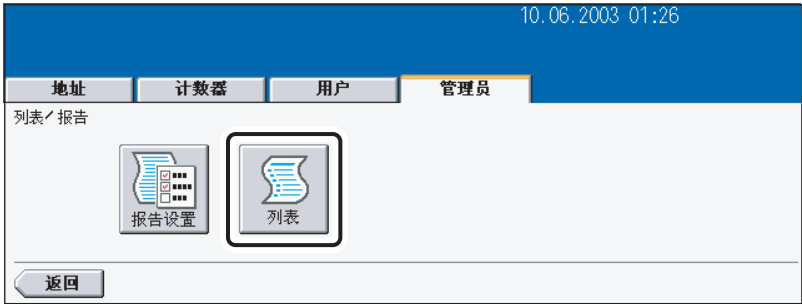 10.06.2003 01:26
地址 计数器 用户 管理员
列表/报告
报告设置 列表
返回